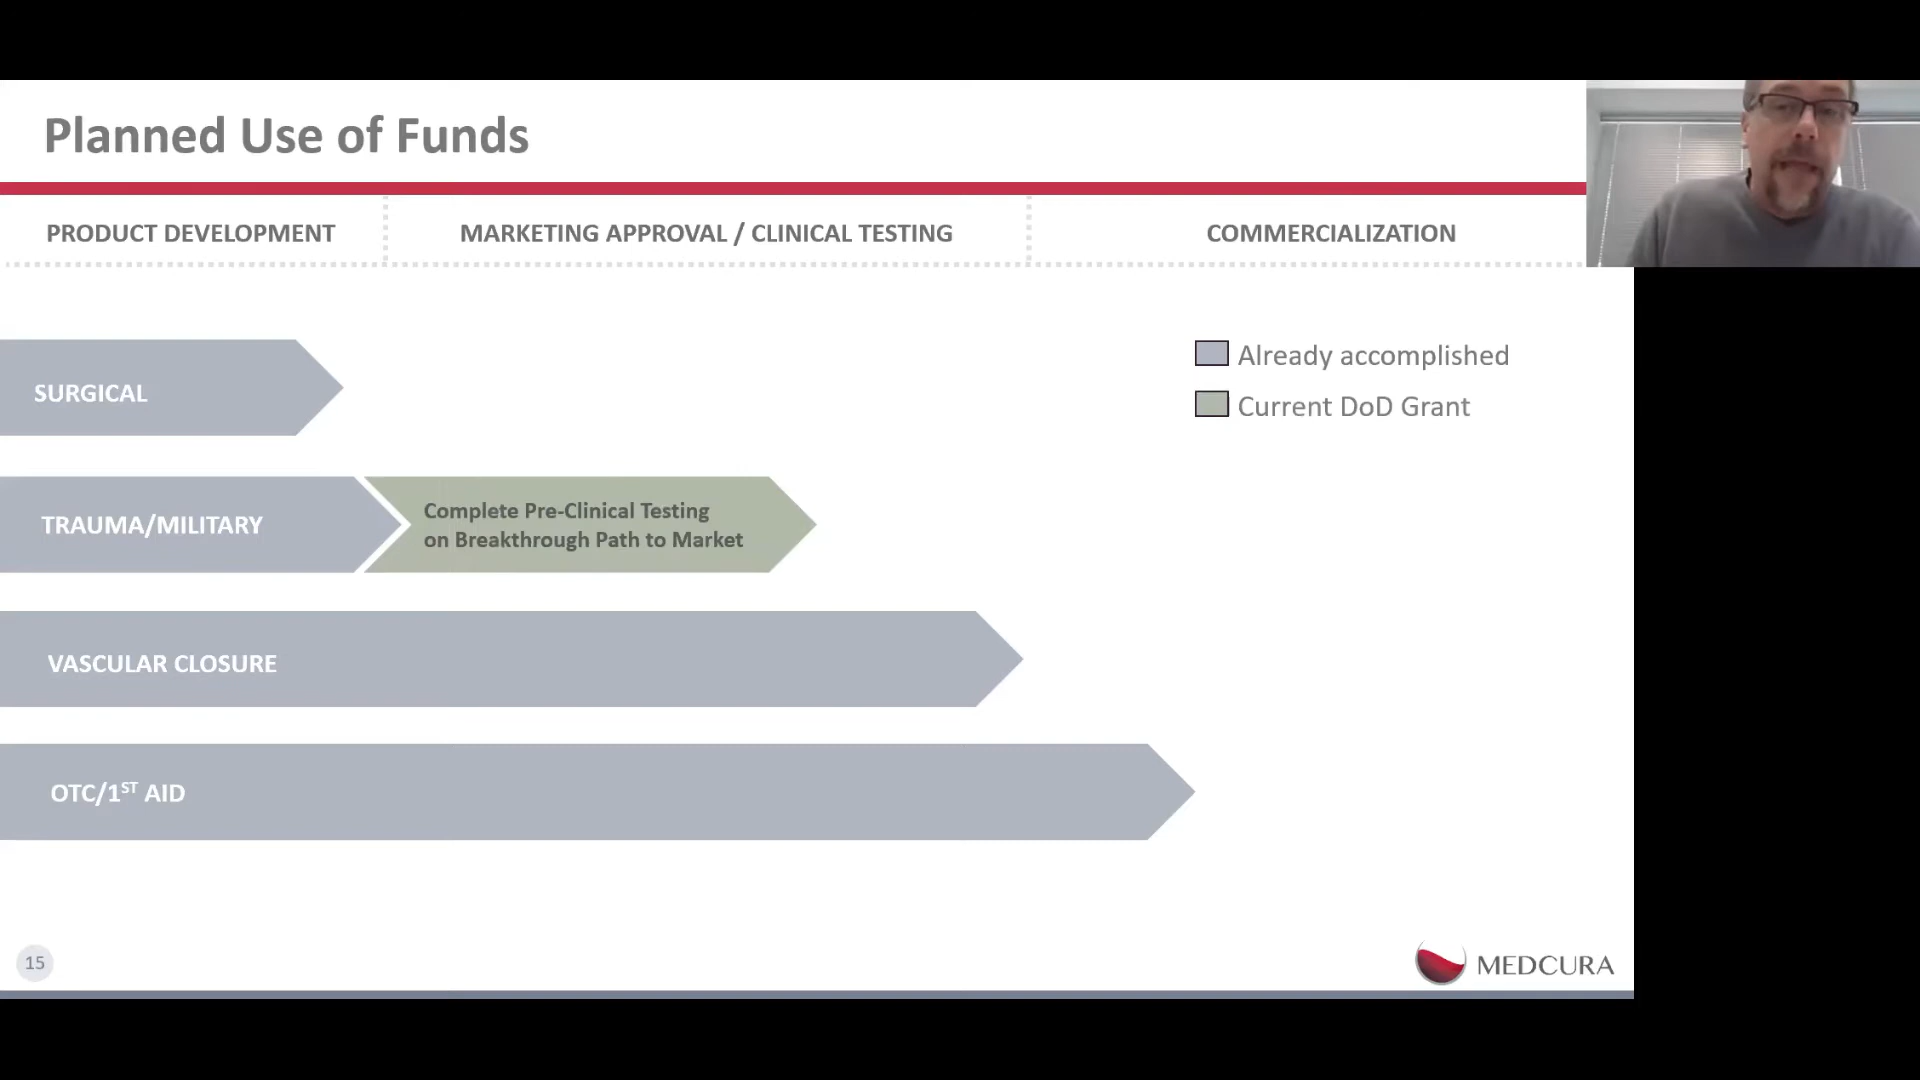 Planned Use of Funds
PRODUCT DEVELOPMENT
MARKETING APPROVAL / CLINICAL TESTING
COMMERCIALIZATION
Already accomplished
Current DoD Grant
SURGICAL
TRAUMA/MILITARY
Complete Pre-Clinical Testing
on Breakthrough Path to Market
VASCULAR CLOSURE
OTC/1ST AID
15
MEDCURA